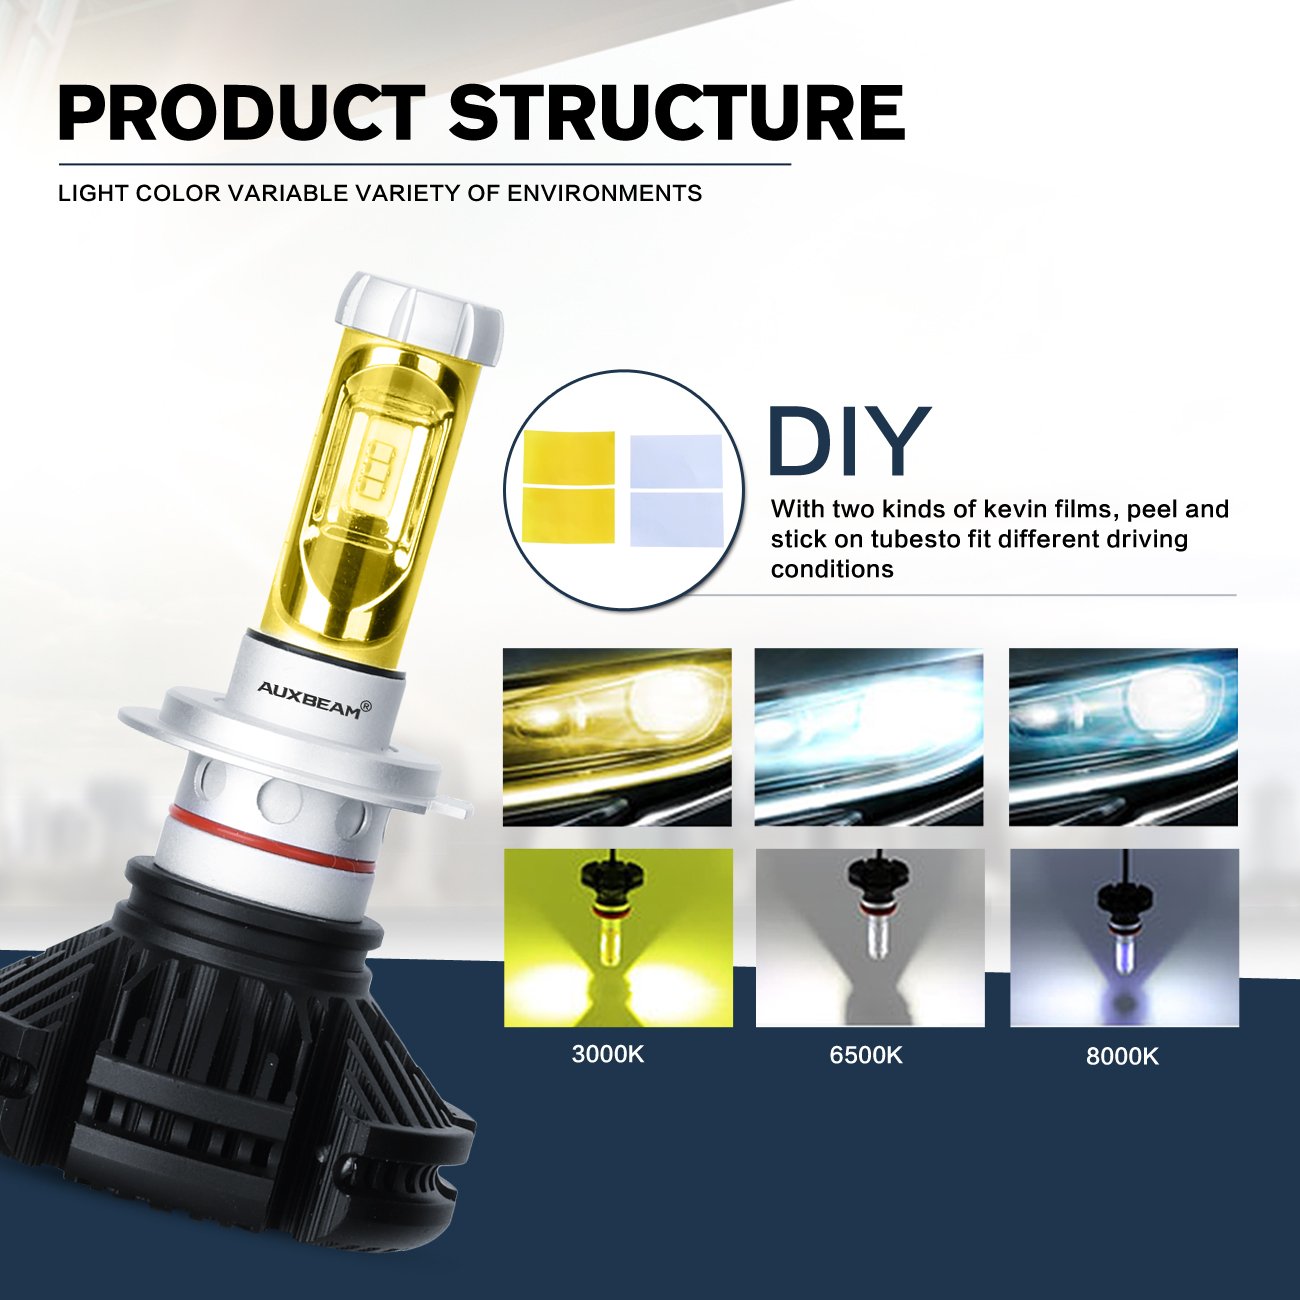 PRODUCT STRUCTURE
LIGHT COLOR VARIABLE VARIETY OF ENVIRONMENTS
DIY
With two kinds of kevin films, peel and
stick on tubesto fit different driving
conditions
AUXBEAM®
3000K
6500K
8000K